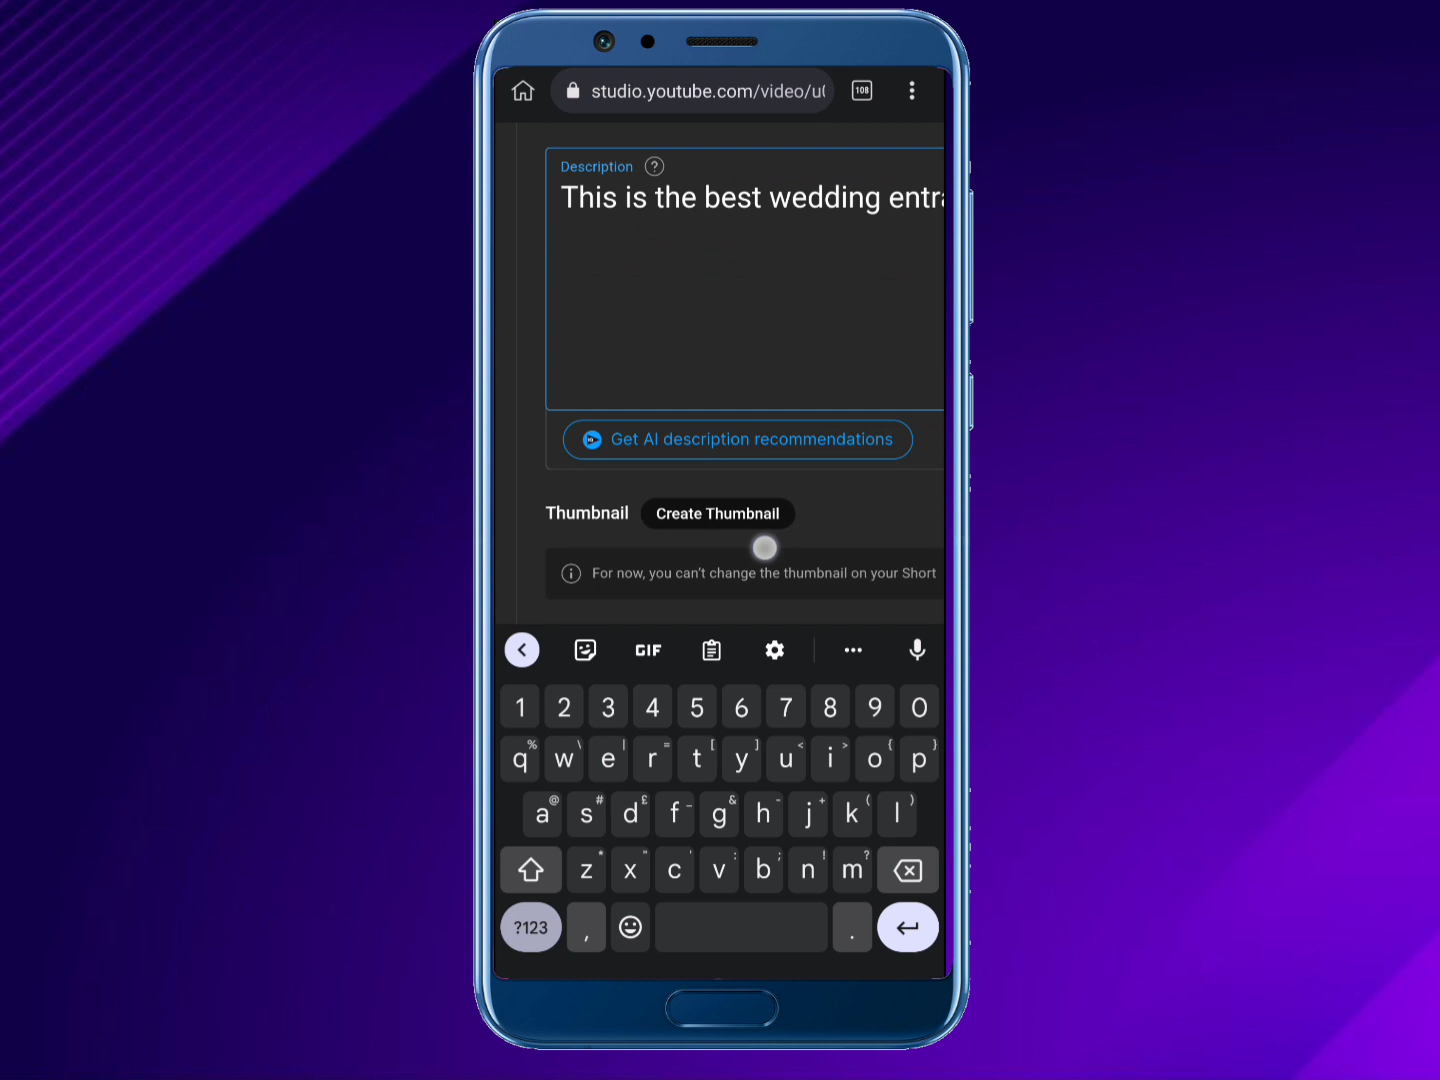 studio.youtube.com/video/u
108
Description ?
This is the best wedding entra
Get AI description recommendations
Thumbnail Create Thumbnail
For now, you can't change the thumbnail on your Short
GIF
1 2 3 4 5 6 7 8 9 0
q % w \ e | r = t [ y ] u < i > o { p }
a @ s # d £ f _ g & h - j + k ( l )
z * x " c ' v : b ; n ! m ?
?123 , .